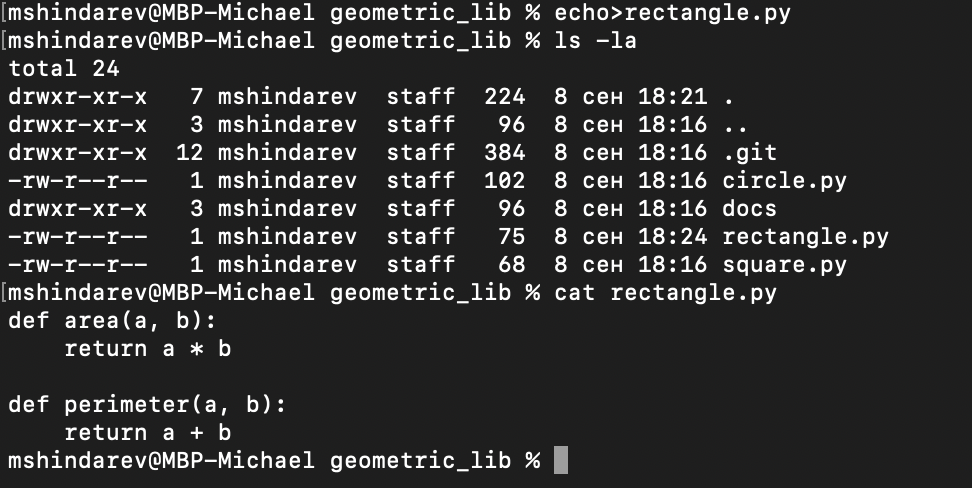 [mshindarev@MBP-Michael geometric_lib % echo>rectangle.py
[mshindarev@MBP-Michael geometric_lib % ls -la
total 24
drwxr-xr-x   7 mshindarev  staff  224  8 сен 18:21 .
drwxr-xr-x   3 mshindarev  staff   96  8 сен 18:16 ..
drwxr-xr-x  12 mshindarev  staff  384  8 сен 18:16 .git
-rw-r--r--   1 mshindarev  staff  102  8 сен 18:16 circle.py
drwxr-xr-x   3 mshindarev  staff   96  8 сен 18:16 docs
-rw-r--r--   1 mshindarev  staff   75  8 сен 18:24 rectangle.py
-rw-r--r--   1 mshindarev  staff   68  8 сен 18:16 square.py
[mshindarev@MBP-Michael geometric_lib % cat rectangle.py
def area(a, b):
    return a * b

def perimeter(a, b):
    return a + b
mshindarev@MBP-Michael geometric_lib %